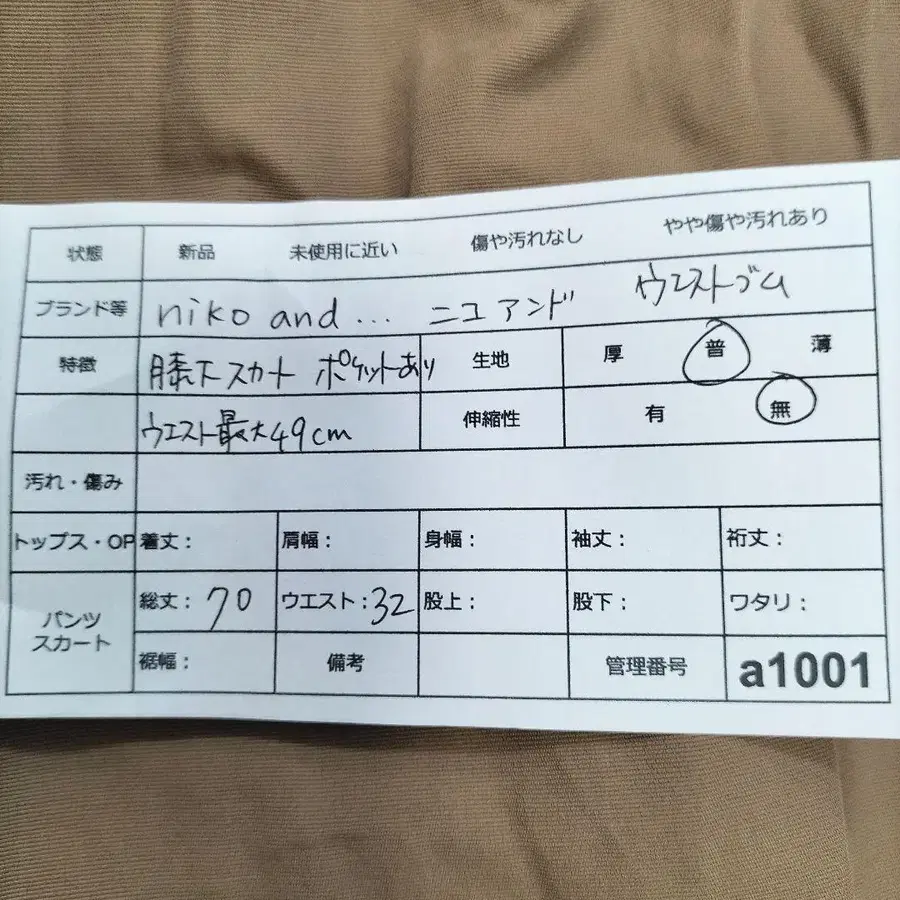 状態 新品 未使用に近い 傷や汚れなし やや傷や汚れあり
ブランド等 niko and ... ニコ アンド ウエストゴム
特徴 膝下スカート ポケットあり 生地 厚 普 薄
ウエスト最大49cm 伸縮性 有 無
汚れ・傷み
トップス・OP 着丈: 肩幅: 身幅: 袖丈: 裄丈:
パンツ スカート 総丈: 70 ウエスト: 32 股上: 股下: ワタリ:
裾幅: 備考 管理番号 a1001